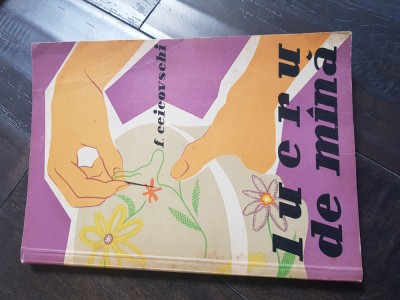 f. ceicovschi
lucru
de mînă